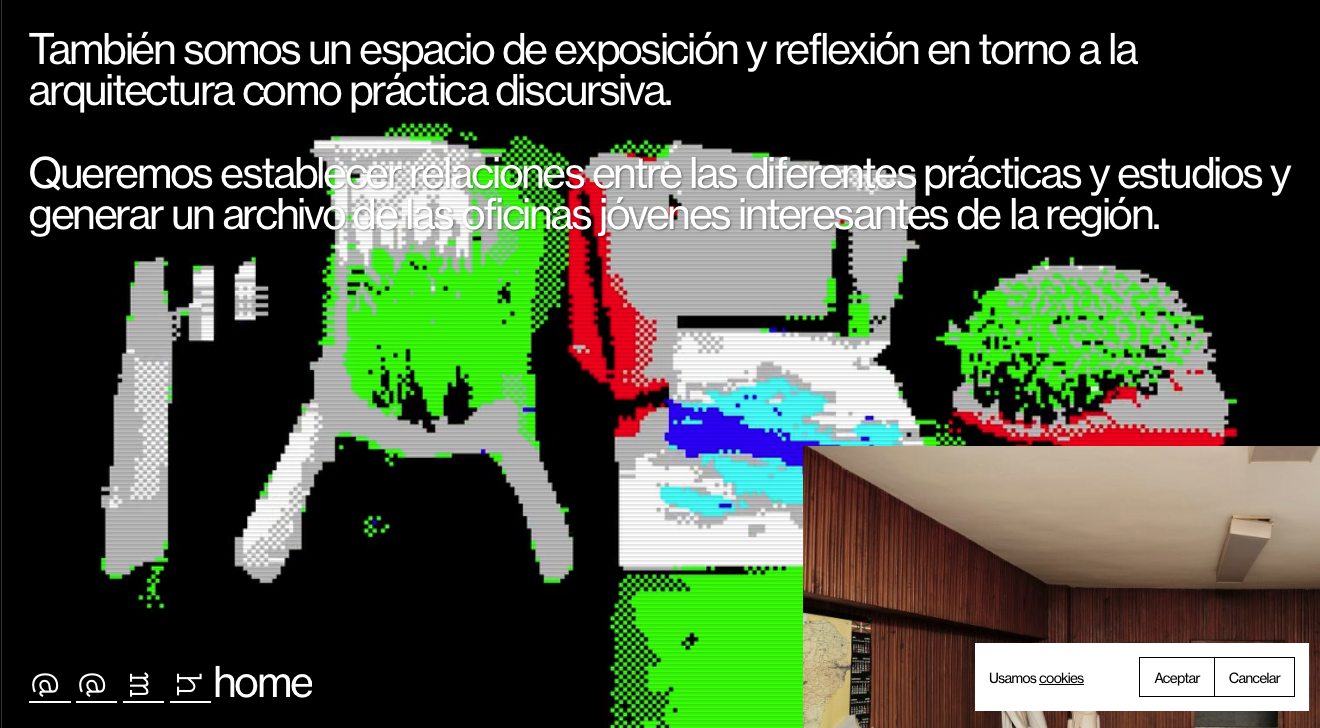 También somos un espacio de exposición y reflexión en torno a la
arquitectura como práctica discursiva.
Queremos establecer relaciones entre las diferentes prácticas y estudios y
generar un archivo de las oficinas jóvenes interesantes de la región.
@ @ m h home
Usamos cookies
Aceptar
Cancelar